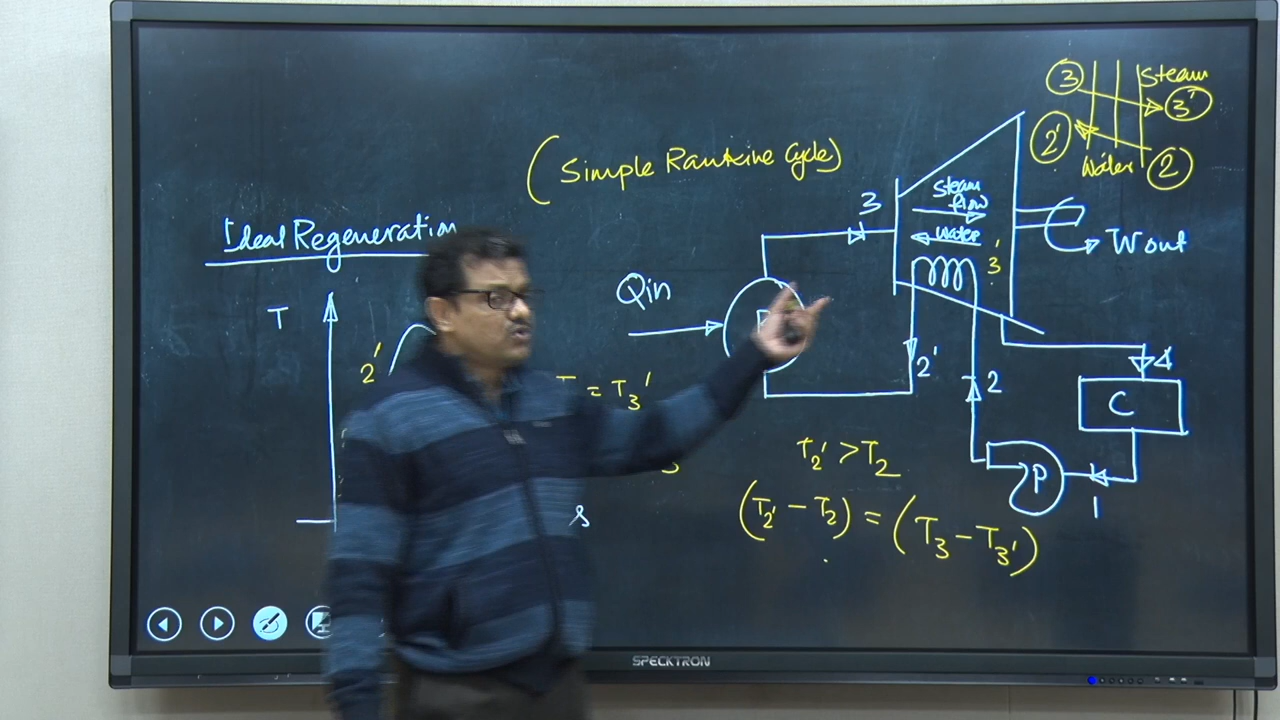 3
Steam
3'
2'
Water
2
(Simple Rankine Cycle)
Ideal Regeneration
3
Steam
flow
Water
3'
Wout
Qin
T
2'
= T3'
2'
2
4
C
s
T2' > T2
P
1
(T2' - T2) = (T3 - T3')
SPECKTRON